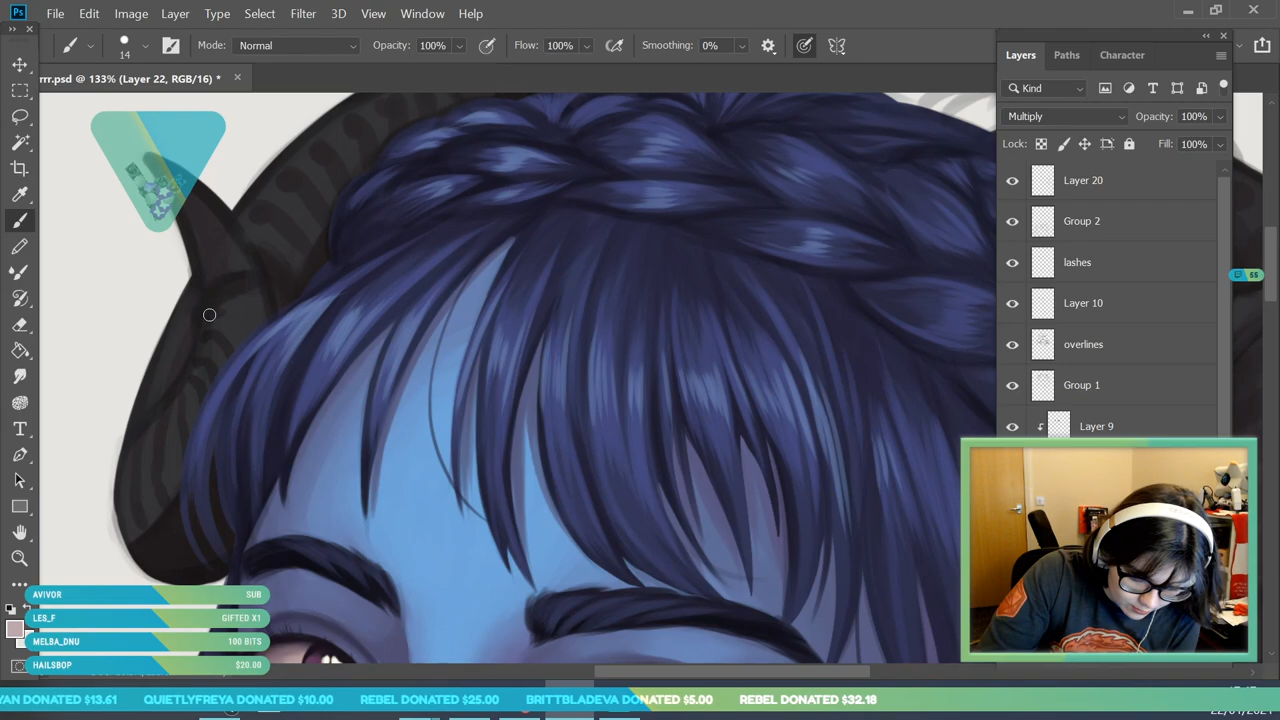 Ps File Edit Image Layer Type Select Filter 3D View Window Help
14 Mode: Normal Opacity: 100% Flow: 100% Smoothing: 0%
rrr.psd @ 133% (Layer 22, RGB/16) *
Layers Paths Character
Kind
Multiply Opacity: 100%
Lock: Fill: 100%
Layer 20
Group 2
lashes
Layer 10
overlines
Group 1
Layer 9
AVIVOR SUB
LES_F GIFTED X1
MELBA_DNU 100 BITS
HAILSBOP $20.00
YAN DONATED $13.61 QUIETLYFREYA DONATED $10.00 REBEL DONATED $25.00 BRITTBLADEVA DONATED $5.00 REBEL DONATED $32.18